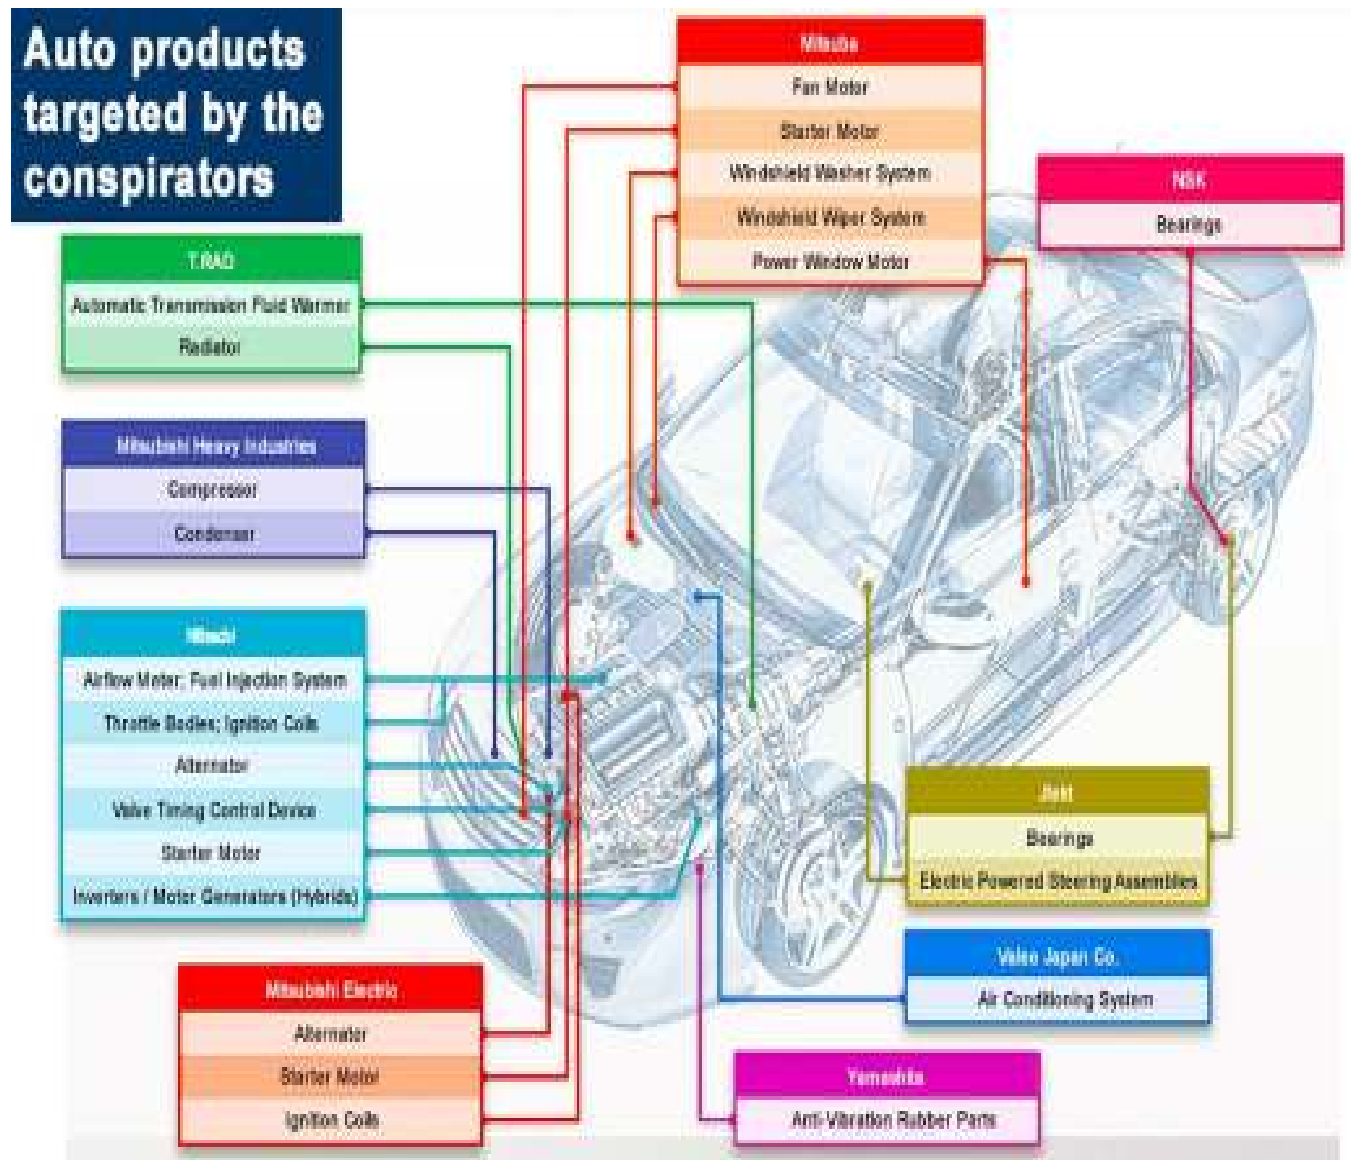 Auto products
targeted by the
conspirators
Mitsuba
Fan Motor
Starter Motor
Windshield Washer System
Windshield Wiper System
Power Window Motor
NSK
Bearings
T.RAD
Automatic Transmission Fluid Warmer
Radiator
Mitsubishi Heavy Industries
Compressor
Condenser
Hitachi
Airflow Meter; Fuel Injection System
Throttle Bodies; Ignition Coils
Alternator
Valve Timing Control Device
Starter Motor
Inverters / Motor Generators (Hybrids)
Jtekt
Bearings
Electric Powered Steering Assemblies
Valeo Japan Co.
Air Conditioning System
Mitsubishi Electric
Alternator
Starter Motor
Ignition Coils
Yamashita
Anti-Vibration Rubber Parts